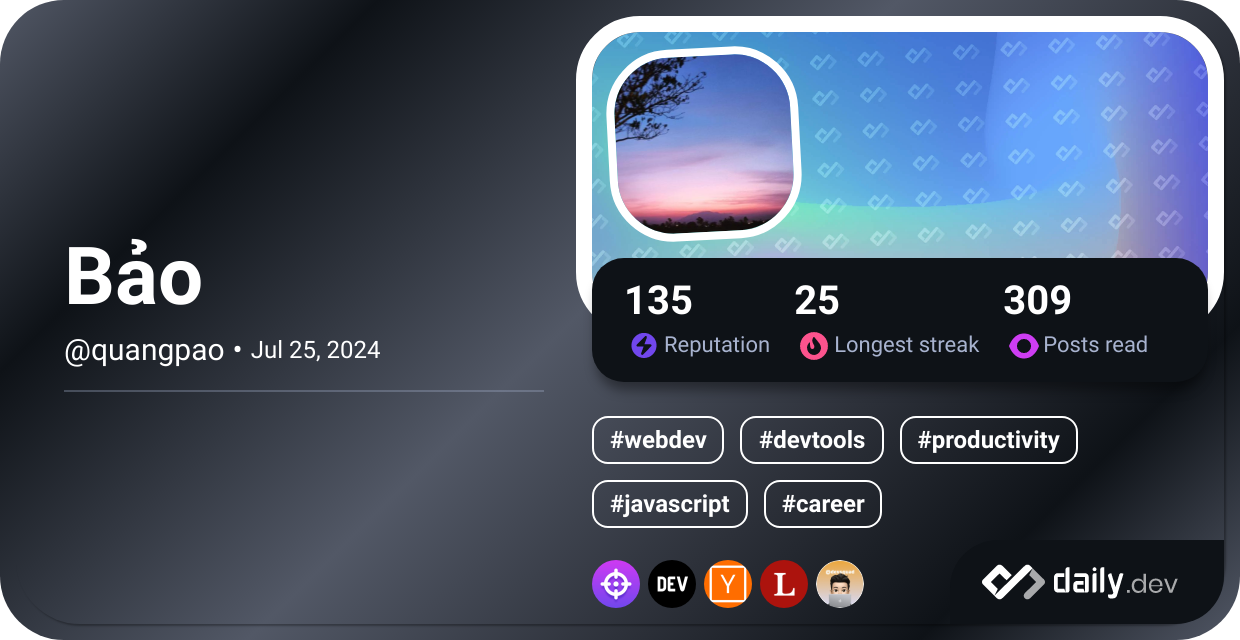 Bảo
@quangpao • Jul 25, 2024
135 25 309
Reputation Longest streak Posts read
#webdev #devtools #productivity
#javascript #career
DEV Y L
daily.dev